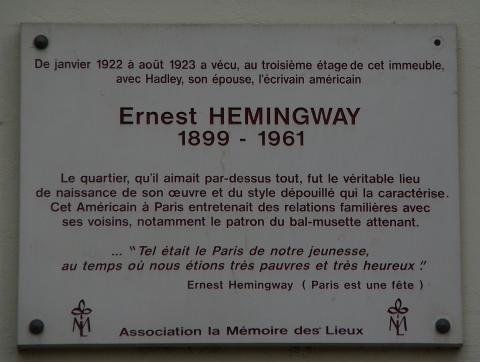 De janvier 1922 à août 1923 a vécu, au troisième étage de cet immeuble,
avec Hadley, son épouse, l'écrivain américain
Ernest HEMINGWAY
1899 - 1961
Le quartier, qu'il aimait par-dessus tout, fut le véritable lieu
de naissance de son œuvre et du style dépouillé qui la caractérise.
Cet Américain à Paris entretenait des relations familières avec
ses voisins, notamment le patron du bal-musette attenant.
... " Tel était le Paris de notre jeunesse,
au temps où nous étions très pauvres et très heureux ."
Ernest Hemingway ( Paris est une fête )
Association la Mémoire des Lieux